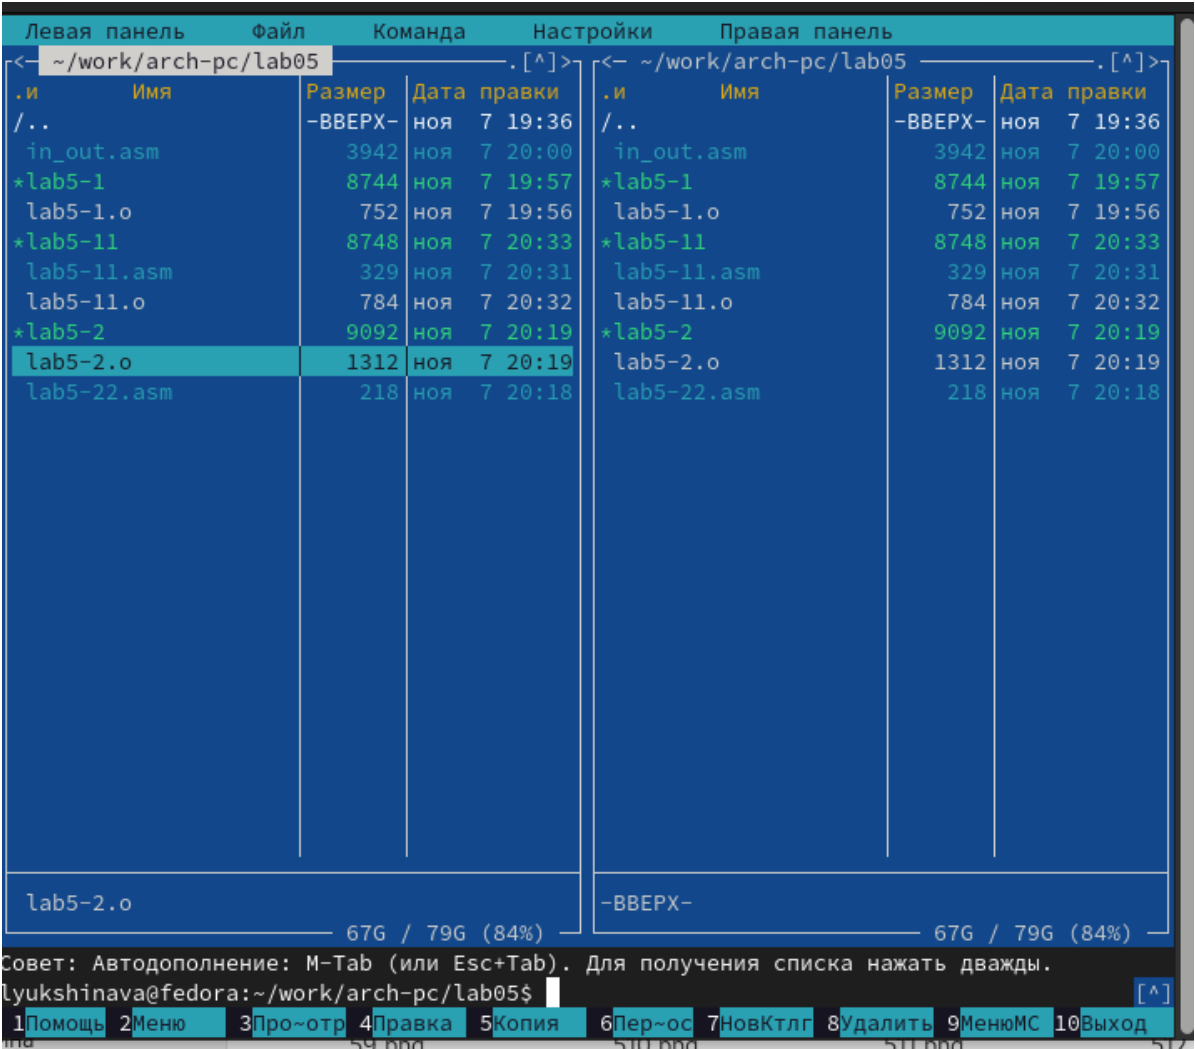 Левая панель Файл Команда Настройки Правая панель
<─ ~/work/arch-pc/lab05 ─.[^]> <─ ~/work/arch-pc/lab05 ─.[^]>
.и Имя Размер Дата правки .и Имя Размер Дата правки
/.. -ВВЕРХ- ноя 7 19:36 /.. -ВВЕРХ- ноя 7 19:36
in_out.asm 3942 ноя 7 20:00 in_out.asm 3942 ноя 7 20:00
*lab5-1 8744 ноя 7 19:57 *lab5-1 8744 ноя 7 19:57
lab5-1.o 752 ноя 7 19:56 lab5-1.o 752 ноя 7 19:56
*lab5-11 8748 ноя 7 20:33 *lab5-11 8748 ноя 7 20:33
lab5-11.asm 329 ноя 7 20:31 lab5-11.asm 329 ноя 7 20:31
lab5-11.o 784 ноя 7 20:32 lab5-11.o 784 ноя 7 20:32
*lab5-2 9092 ноя 7 20:19 *lab5-2 9092 ноя 7 20:19
lab5-2.o 1312 ноя 7 20:19 lab5-2.o 1312 ноя 7 20:19
lab5-22.asm 218 ноя 7 20:18 lab5-22.asm 218 ноя 7 20:18
lab5-2.o -ВВЕРХ-
67G / 79G (84%) 67G / 79G (84%)
Совет: Автодополнение: M-Tab (или Esc+Tab). Для получения списка нажать дважды.
lyukshinava@fedora:~/work/arch-pc/lab05$ [^]
1Помощь 2Меню 3Про~отр 4Правка 5Копия 6Пер~ос 7НовКтлг 8Удалить 9МенюМС 10Выход